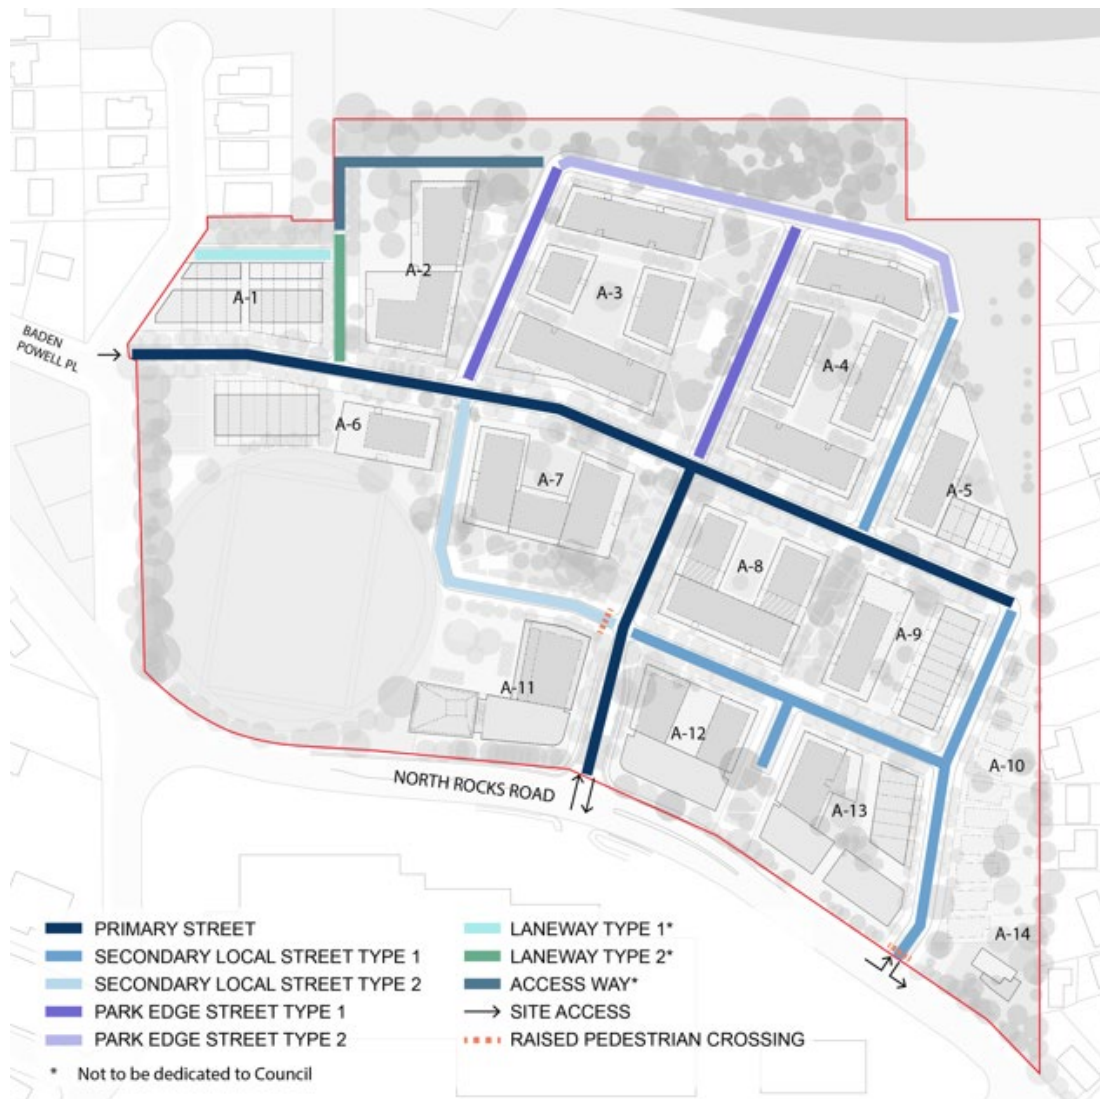 A-2
A-1
A-3
BADEN
POWELL PL
A-4
A-6
A-7
A-5
A-8
A-9
A-11
A-12
A-10
NORTH ROCKS ROAD
A-13
A-14
PRIMARY STREET
SECONDARY LOCAL STREET TYPE 1
SECONDARY LOCAL STREET TYPE 2
PARK EDGE STREET TYPE 1
PARK EDGE STREET TYPE 2
* Not to be dedicated to Council
LANEWAY TYPE 1*
LANEWAY TYPE 2*
ACCESS WAY*
SITE ACCESS
RAISED PEDESTRIAN CROSSING